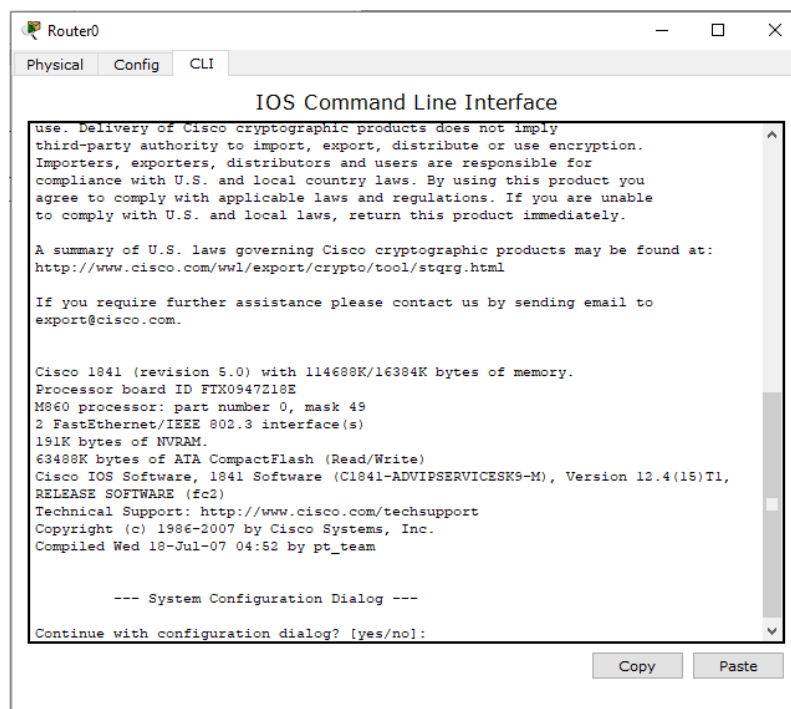 Router0
Physical Config CLI
IOS Command Line Interface
use. Delivery of Cisco cryptographic products does not imply
third-party authority to import, export, distribute or use encryption.
Importers, exporters, distributors and users are responsible for
compliance with U.S. and local country laws. By using this product you
agree to comply with applicable laws and regulations. If you are unable
to comply with U.S. and local laws, return this product immediately.
A summary of U.S. laws governing Cisco cryptographic products may be found at:
http://www.cisco.com/wwl/export/crypto/tool/stqrg.html
If you require further assistance please contact us by sending email to
export@cisco.com.
Cisco 1841 (revision 5.0) with 114688K/16384K bytes of memory.
Processor board ID FTX0947Z18E
M860 processor: part number 0, mask 49
2 FastEthernet/IEEE 802.3 interface(s)
191K bytes of NVRAM.
63488K bytes of ATA CompactFlash (Read/Write)
Cisco IOS Software, 1841 Software (C1841-ADVIPSERVICESK9-M), Version 12.4(15)T1,
RELEASE SOFTWARE (fc2)
Technical Support: http://www.cisco.com/techsupport
Copyright (c) 1986-2007 by Cisco Systems, Inc.
Compiled Wed 18-Jul-07 04:52 by pt_team
--- System Configuration Dialog ---
Continue with configuration dialog? [yes/no]:
Copy Paste